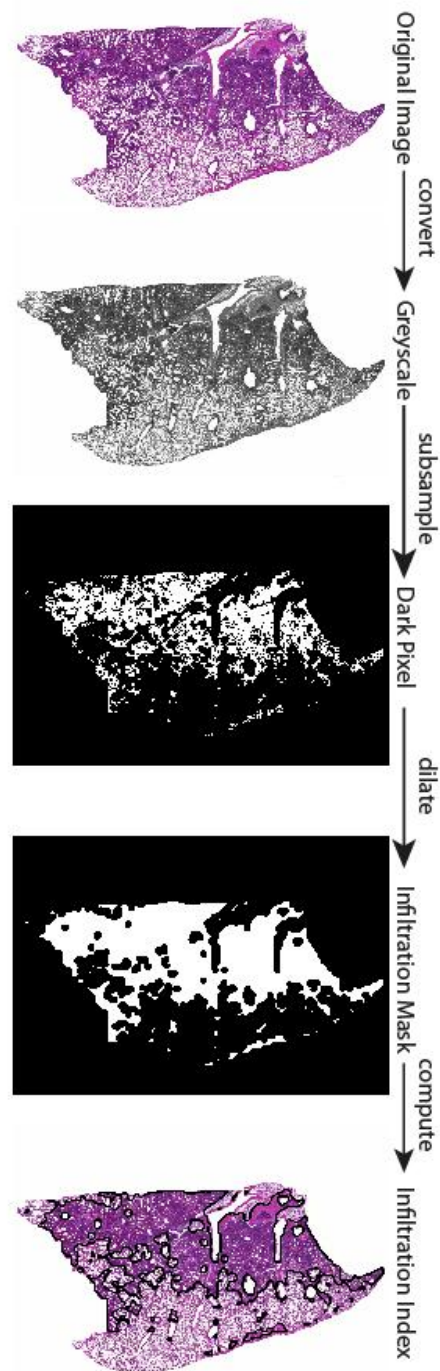 Original Image
convert
Greyscale
subsample
Dark Pixel
dilate
Infiltration Mask
compute
Infiltration Index